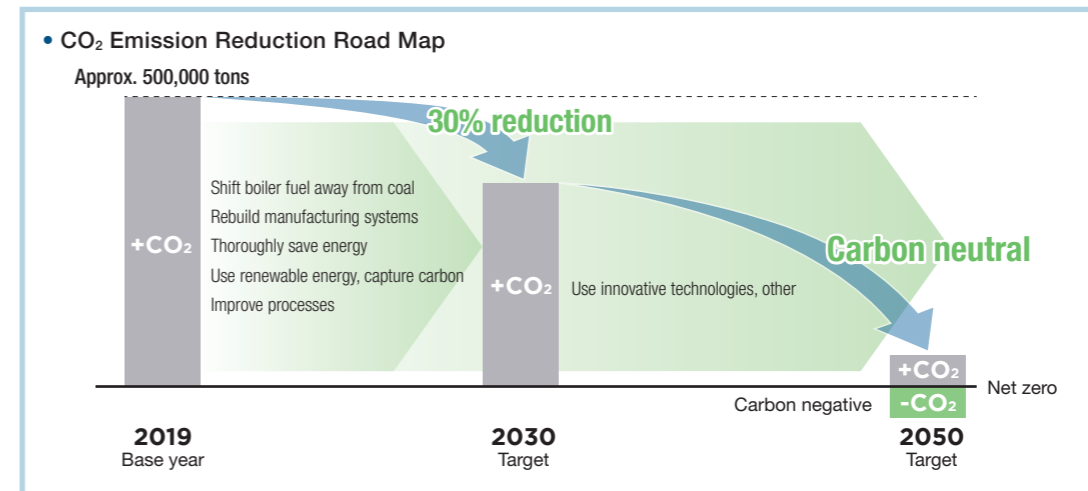 • CO₂ Emission Reduction Road Map
Approx. 500,000 tons
30% reduction
Shift boiler fuel away from coal
Rebuild manufacturing systems
Thoroughly save energy
Use renewable energy, capture carbon
Improve processes
+CO₂
+CO₂
Use innovative technologies, other
Carbon neutral
+CO₂
Net zero
Carbon negative
-CO₂
2019
Base year
2030
Target
2050
Target